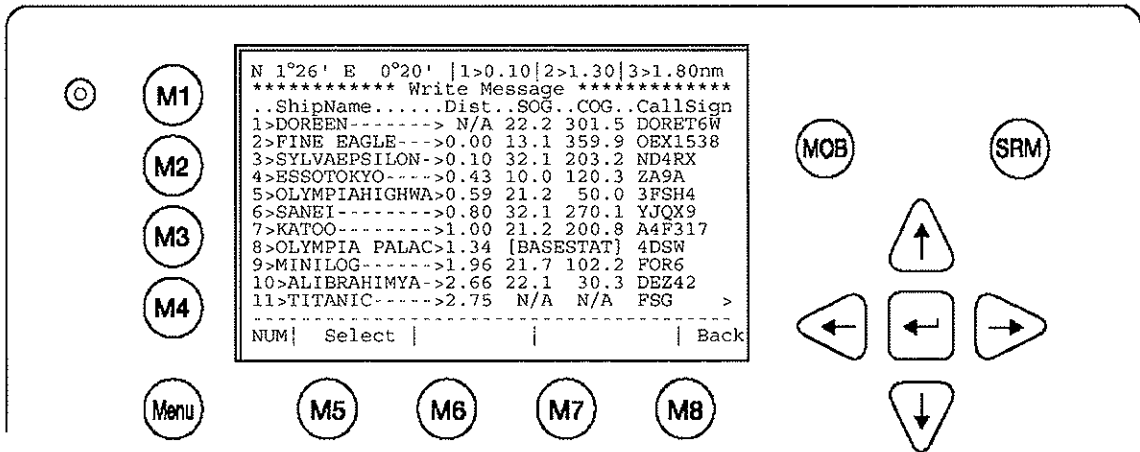 N 1°26' E  0°20' |1>0.10|2>1.30|3>1.80nm
************ Write Message *************
..ShipName......Dist..SOG..COG..CallSign
1>DOREEN-------> N/A 22.2 301.5 DORET6W
2>FINE EAGLE--->0.00 13.1 359.9 OEX1538
3>SYLVAEPSILON->0.10 32.1 203.2 ND4RX
4>ESSOTOKYO---->0.43 10.0 120.3 ZA9A
5>OLYMPIAHIGHWA>0.59 21.2  50.0 3FSH4
6>SANEI-------->0.80 32.1 270.1 YJQX9
7>KATOO-------->1.00 21.2 200.8 A4F317
8>OLYMPIA PALAC>1.34 [BASESTAT] 4DSW
9>MINILOG------>1.96 21.7 102.2 FOR6
10>ALIBRAHIMYA->2.66 22.1  30.3 DEZ42
11>TITANIC----->2.75  N/A  N/A FSG    >
----------------------------------------
NUM|  Select |         |           | Back
M1
M2
M3
M4
Menu
M5
M6
M7
M8
MOB
SRM